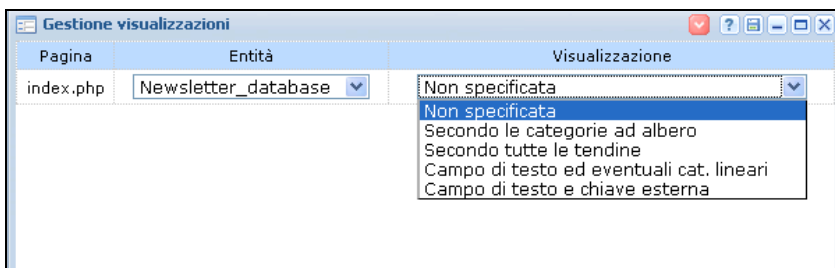 Gestione visualizzazioni
Pagina Entità Visualizzazione
index.php Newsletter_database Non specificata
Non specificata
Secondo le categorie ad albero
Secondo tutte le tendine
Campo di testo ed eventuali cat. lineari
Campo di testo e chiave esterna